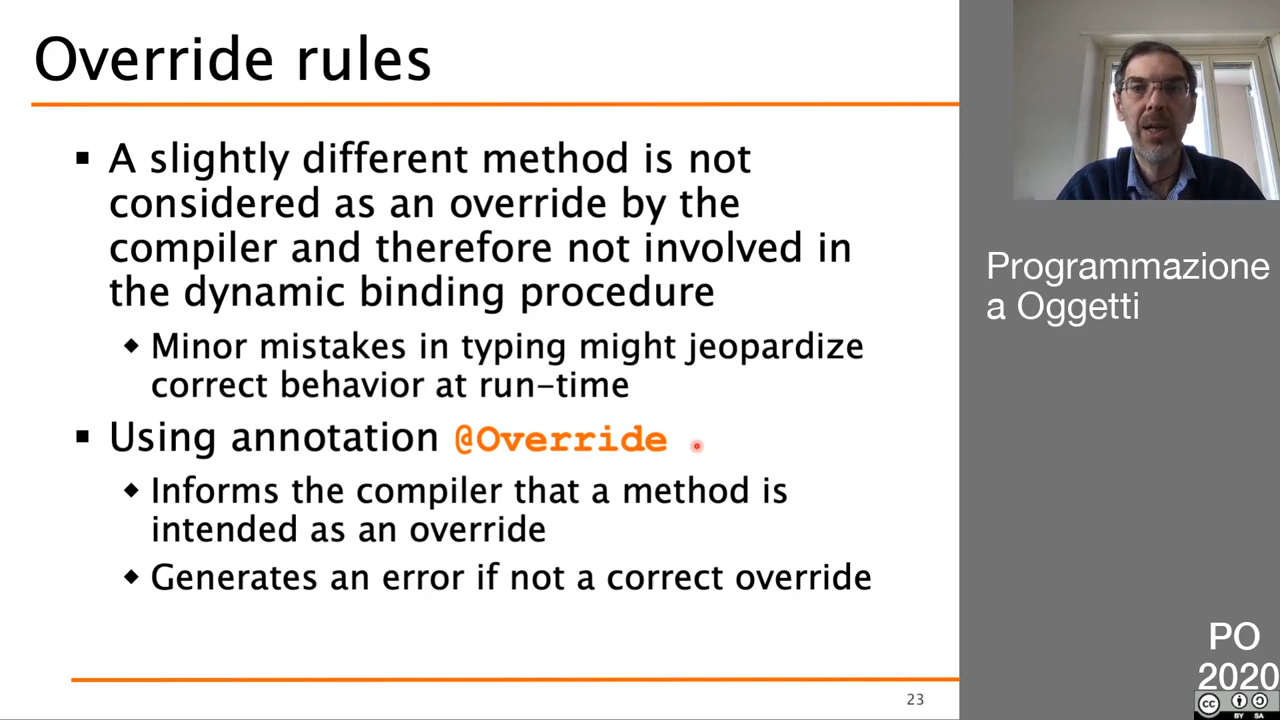 Override rules
▪ A slightly different method is not
considered as an override by the
compiler and therefore not involved in
the dynamic binding procedure
◆ Minor mistakes in typing might jeopardize
correct behavior at run-time
▪ Using annotation @Override
◆ Informs the compiler that a method is
intended as an override
◆ Generates an error if not a correct override
23
Programmazione
a Oggetti
PO
2020
cc
BY SA